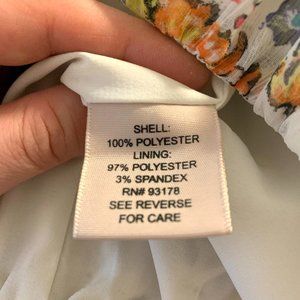 SHELL:
100% POLYESTER
LINING:
97% POLYESTER
3% SPANDEX
RN# 93178
SEE REVERSE
FOR CARE